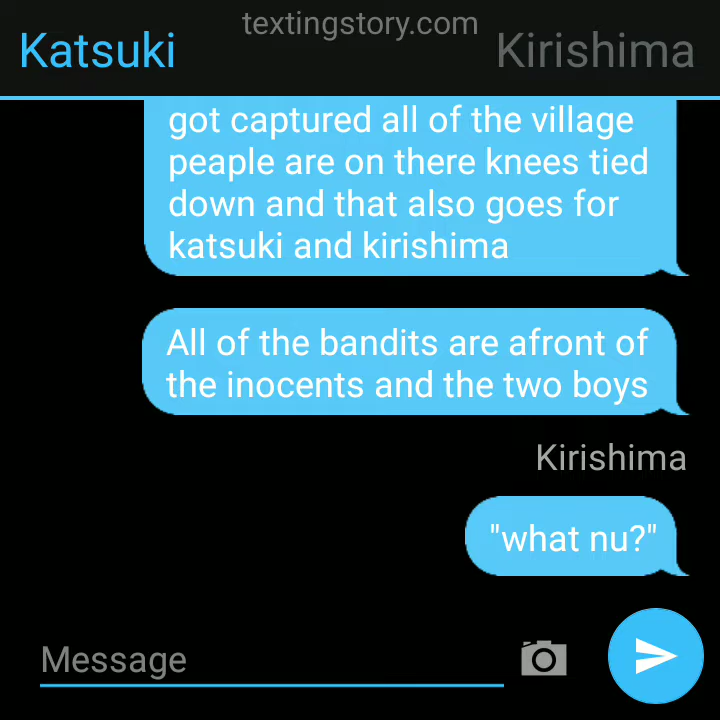 textingstory.com
Katsuki
Kirishima
got captured all of the village
peaple are on there knees tied
down and that also goes for
katsuki and kirishima
All of the bandits are afront of
the inocents and the two boys
Kirishima
"what nu?"
Message